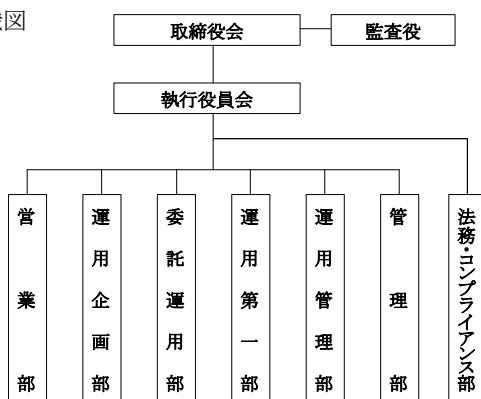 図
取締役会
監査役
執行役員会
営業部
運用企画部
委託運用部
運用第一部
運用管理部
管理部
法務・コンプライアンス部